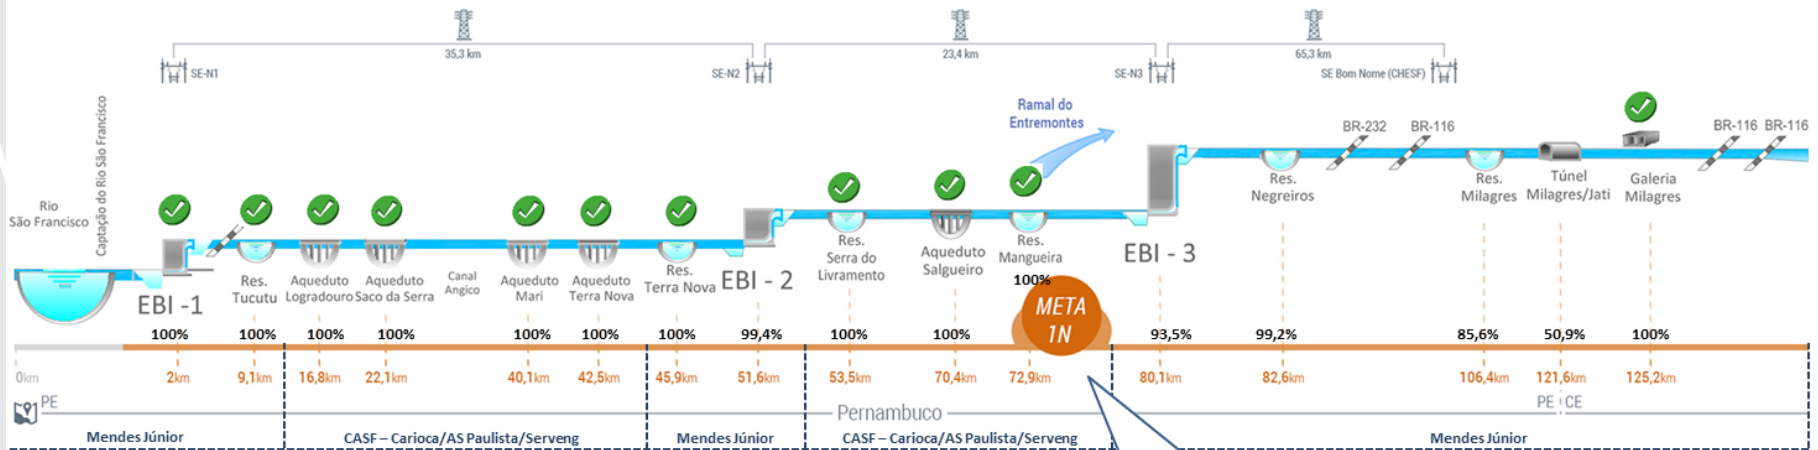 35,3 km
23,4 km
65,3 km
SE-N1
SE-N2
SE-N3
SE Bom Nome (CHESF)
Captação do Rio São Francisco
Rio
São Francisco
Ramal do
Entremontes
BR-232
BR-116
BR-116
BR-116
EBI -1
Res.
Tucutu
Aqueduto
Logradouro
Aqueduto
Saco da Serra
Canal
Angico
Aqueduto
Mari
Aqueduto
Terra Nova
Res.
Terra Nova
EBI - 2
Res.
Serra do
Livramento
Aqueduto
Salgueiro
Res.
Mangueira
EBI - 3
Res.
Negreiros
Res.
Milagres
Túnel
Milagres/Jati
Galeria
Milagres
100%
META
1N
100%
100%
100%
100%
100%
100%
100%
99,4%
100%
100%
93,5%
99,2%
85,6%
50,9%
100%
0km
2km
9,1km
16,8km
22,1km
40,1km
42,5km
45,9km
51,6km
53,5km
70,4km
72,9km
80,1km
82,6km
106,4km
121,6km
125,2km
PE
Pernambuco
PE
CE
Mendes Júnior
CASF – Carioca/AS Paulista/Serveng
Mendes Júnior
CASF – Carioca/AS Paulista/Serveng
Mendes Júnior